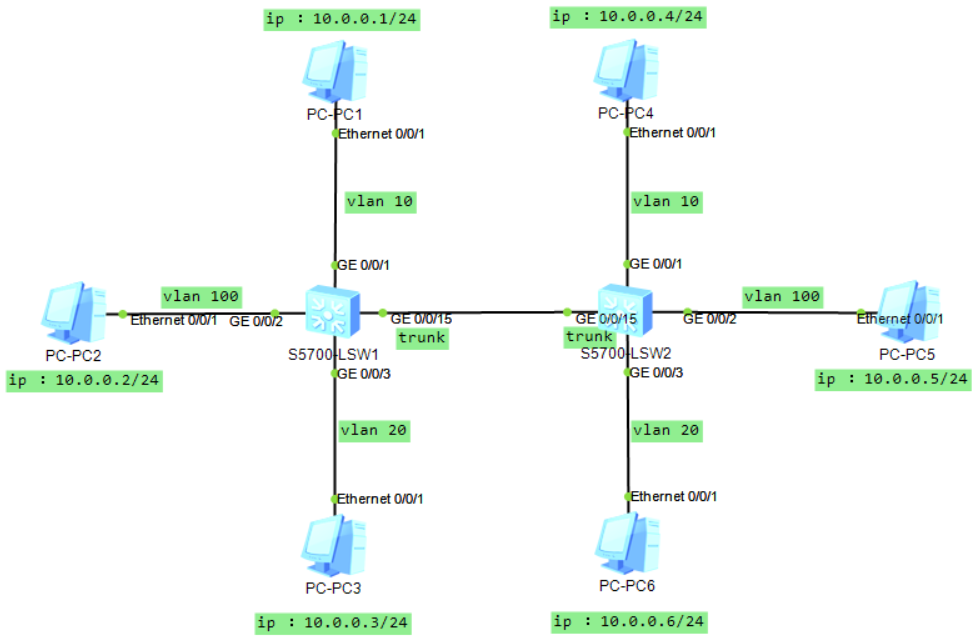 ip : 10.0.0.1/24
ip : 10.0.0.4/24
PC-PC1
PC-PC4
Ethernet 0/0/1
Ethernet 0/0/1
vlan 10
vlan 10
GE 0/0/1
GE 0/0/1
vlan 100
vlan 100
Ethernet 0/0/1
GE 0/0/2
GE 0/0/15
GE 0/0/15
GE 0/0/2
Ethernet 0/0/1
trunk
trunk
PC-PC2
S5700-LSW1
S5700-LSW2
PC-PC5
ip : 10.0.0.2/24
GE 0/0/3
GE 0/0/3
ip : 10.0.0.5/24
vlan 20
vlan 20
Ethernet 0/0/1
Ethernet 0/0/1
PC-PC3
PC-PC6
ip : 10.0.0.3/24
ip : 10.0.0.6/24